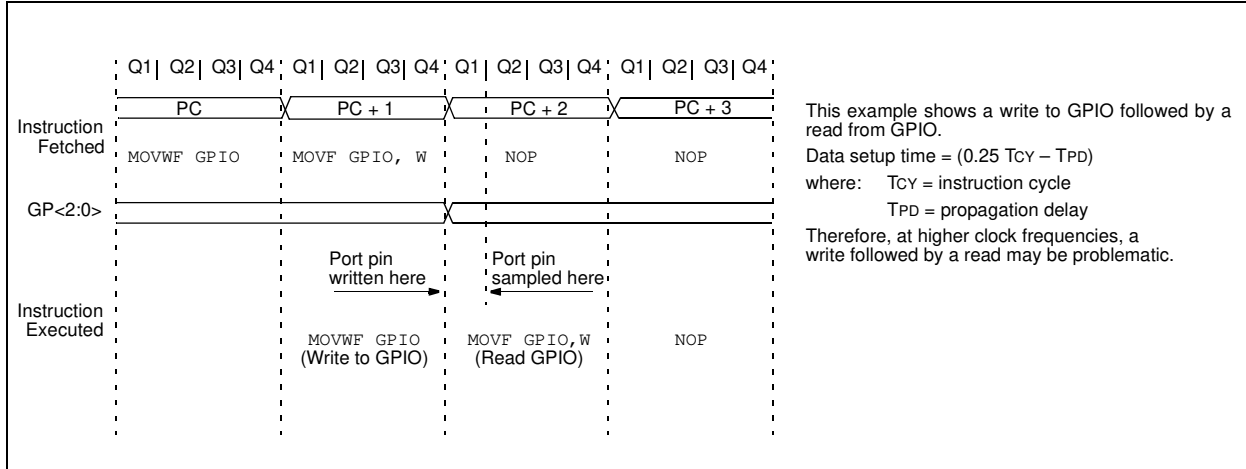 Q1| Q2| Q3| Q4 Q1| Q2| Q3| Q4 Q1| Q2| Q3| Q4 Q1| Q2| Q3| Q4
PC PC + 1 PC + 2 PC + 3
Instruction
Fetched
MOVWF GPIO MOVF GPIO, W NOP NOP
GP<2:0>
Port pin
written here
Port pin
sampled here
Instruction
Executed
MOVWF GPIO
(Write to GPIO)
MOVF GPIO,W
(Read GPIO)
NOP
This example shows a write to GPIO followed by a
read from GPIO.
Data setup time = (0.25 TCY – TPD)
where: TCY = instruction cycle
TPD = propagation delay
Therefore, at higher clock frequencies, a
write followed by a read may be problematic.